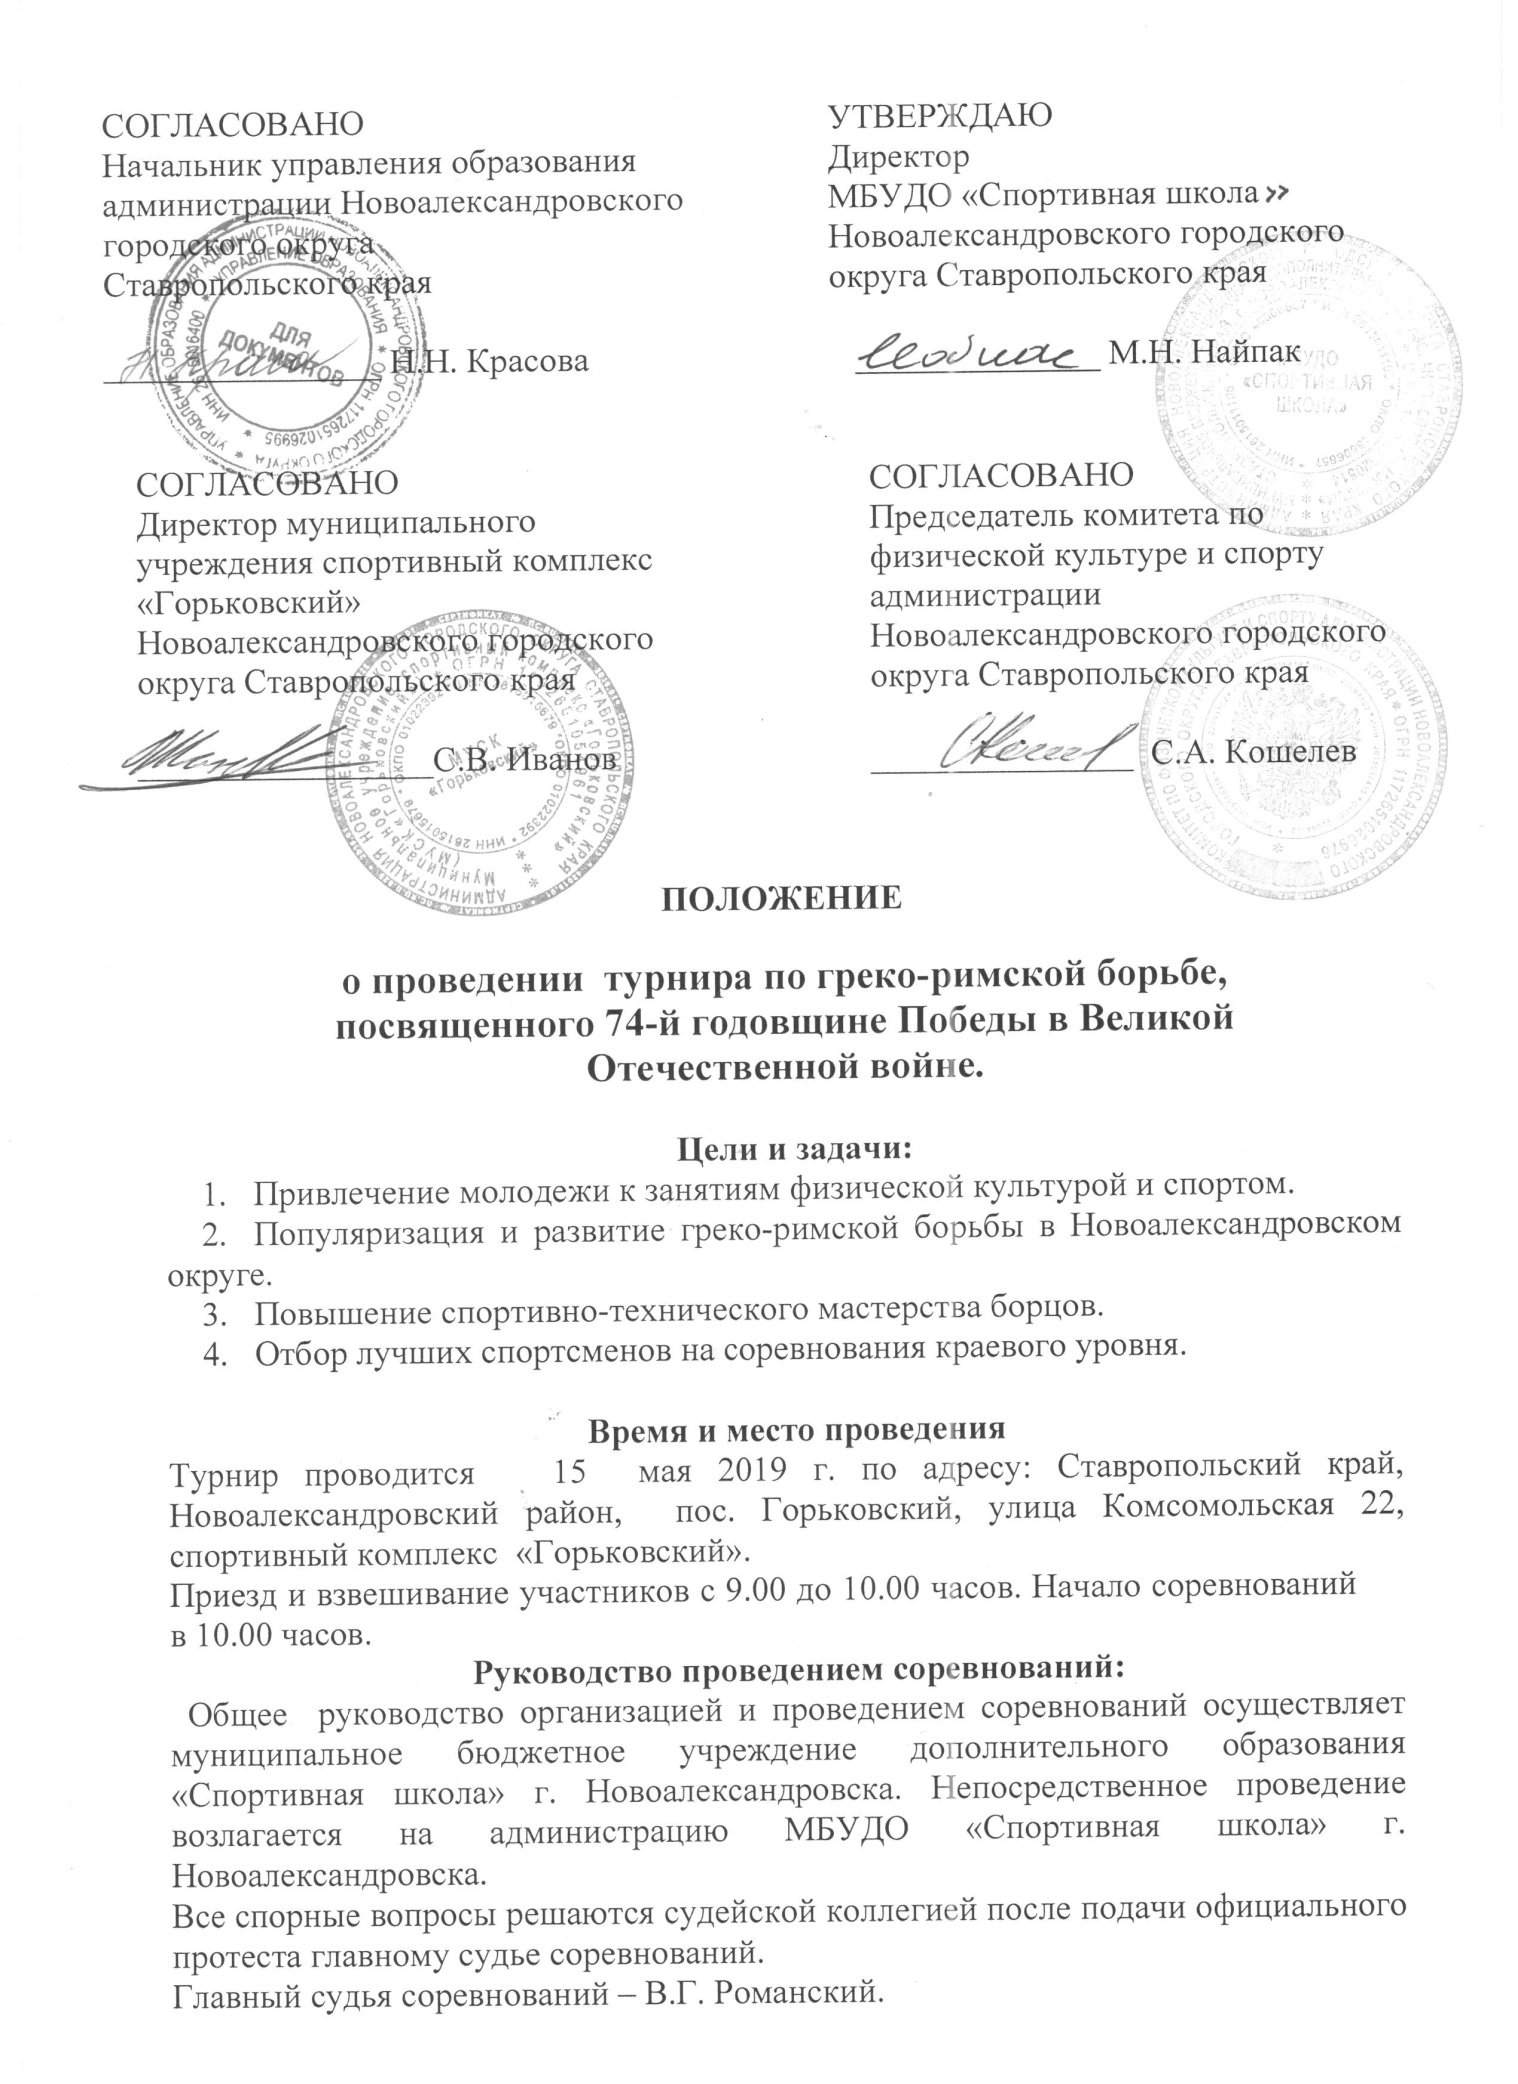 СОГЛАСОВАНО
Начальник управления образования
администрации Новоалександровского
городского округа
Ставропольского края
Н.Н. Красова
УТВЕРЖДАЮ
Директор
МБУДО «Спортивная школа»
Новоалександровского городского
округа Ставропольского края
М.Н. Найпак
ДЛЯ
ДОКУМЕНТОВ
МБУДО
«СПОРТИВНАЯ
ШКОЛА»
СОГЛАСОВАНО
Директор муниципального
учреждения спортивный комплекс
«Горьковский»
Новоалександровского городского
округа Ставропольского края
С.В. Иванов
МУСК
«Горьковский»
СОГЛАСОВАНО
Председатель комитета по
физической культуре и спорту
администрации
Новоалександровского городского
округа Ставропольского края
С.А. Кошелев
ПОЛОЖЕНИЕ
о проведении турнира по греко-римской борьбе,
посвященного 74-й годовщине Победы в Великой
Отечественной войне.
Цели и задачи:
1. Привлечение молодежи к занятиям физической культурой и спортом.
2. Популяризация и развитие греко-римской борьбы в Новоалександровском
округе.
3. Повышение спортивно-технического мастерства борцов.
4. Отбор лучших спортсменов на соревнования краевого уровня.
Время и место проведения
Турнир проводится 15 мая 2019 г. по адресу: Ставропольский край,
Новоалександровский район, пос. Горьковский, улица Комсомольская 22,
спортивный комплекс «Горьковский».
Приезд и взвешивание участников с 9.00 до 10.00 часов. Начало соревнований
в 10.00 часов.
Руководство проведением соревнований:
Общее руководство организацией и проведением соревнований осуществляет
муниципальное бюджетное учреждение дополнительного образования
«Спортивная школа» г. Новоалександровска. Непосредственное проведение
возлагается на администрацию МБУДО «Спортивная школа» г.
Новоалександровска.
Все спорные вопросы решаются судейской коллегией после подачи официального
протеста главному судье соревнований.
Главный судья соревнований – В.Г. Романский.